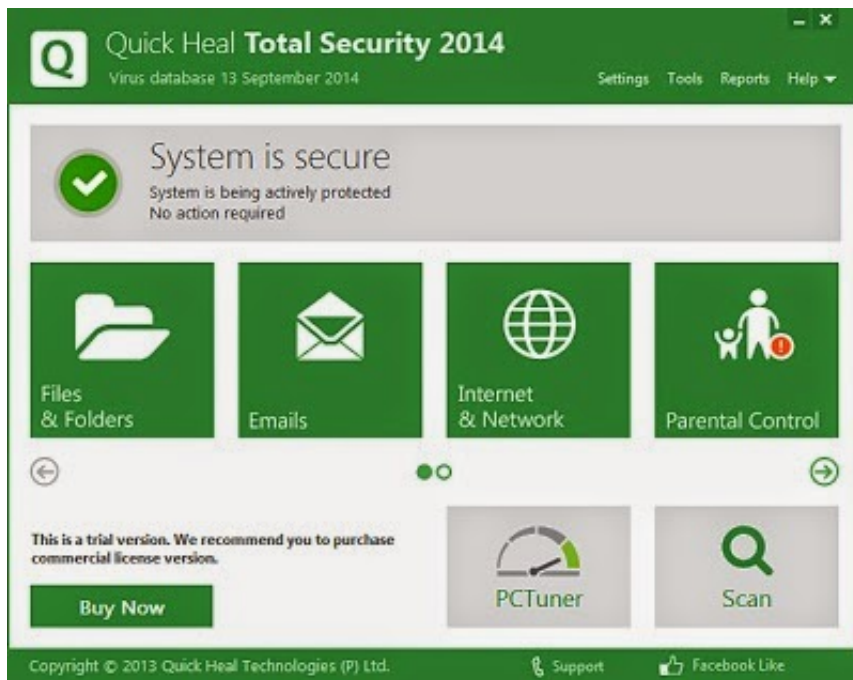 Q
Quick Heal Total Security 2014
Virus database 13 September 2014
Settings Tools Reports Help
System is secure
System is being actively protected
No action required
Files
& Folders
Emails
Internet
& Network
Parental Control
This is a trial version. We recommend you to purchase
commercial license version.
Buy Now
PCTuner
Scan
Copyright © 2013 Quick Heal Technologies (P) Ltd.
Support
Facebook Like